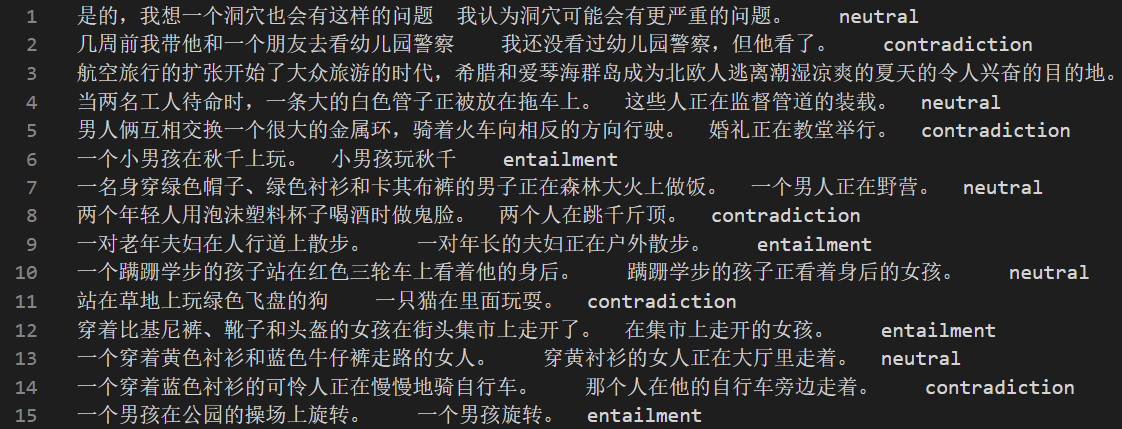 1 是的，我想一个洞穴也会有这样的问题 我认为洞穴可能会有更严重的问题。 neutral
2 几周前我带他和一个朋友去看幼儿园警察 我还没看过幼儿园警察，但他看了。 contradiction
3 航空旅行的扩张开始了大众旅游的时代，希腊和爱琴海群岛成为北欧人逃离潮湿凉爽的夏天的令人兴奋的目的地。
4 当两名工人待命时，一条大的白色管子正被放在拖车上。 这些人正在监督管道的装载。 neutral
5 男人俩互相交换一个很大的金属环，骑着火车向相反的方向行驶。 婚礼正在教堂举行。 contradiction
6 一个小男孩在秋千上玩。 小男孩玩秋千 entailment
7 一名身穿绿色帽子、绿色衬衫和卡其布裤的男子正在森林大火上做饭。 一个男人正在野营。 neutral
8 两个年轻人用泡沫塑料杯子喝酒时做鬼脸。 两个人在跳千斤顶。 contradiction
9 一对老年夫妇在人行道上散步。 一对年长的夫妇正在户外散步。 entailment
10 一个蹒跚学步的孩子站在红色三轮车上看着他的身后。 蹒跚学步的孩子正看着身后的女孩。 neutral
11 站在草地上玩绿色飞盘的狗 一只猫在里面玩耍。 contradiction
12 穿着比基尼裤、靴子和头盔的女孩在街头集市上走开了。 在集市上走开的女孩。 entailment
13 一个穿着黄色衬衫和蓝色牛仔裤走路的女人。 穿黄衬衫的女人正在大厅里走着。 neutral
14 一个穿着蓝色衬衫的可怜人正在慢慢地骑自行车。 那个人在他的自行车旁边走着。 contradiction
15 一个男孩在公园的操场上旋转。 一个男孩旋转。 entailment